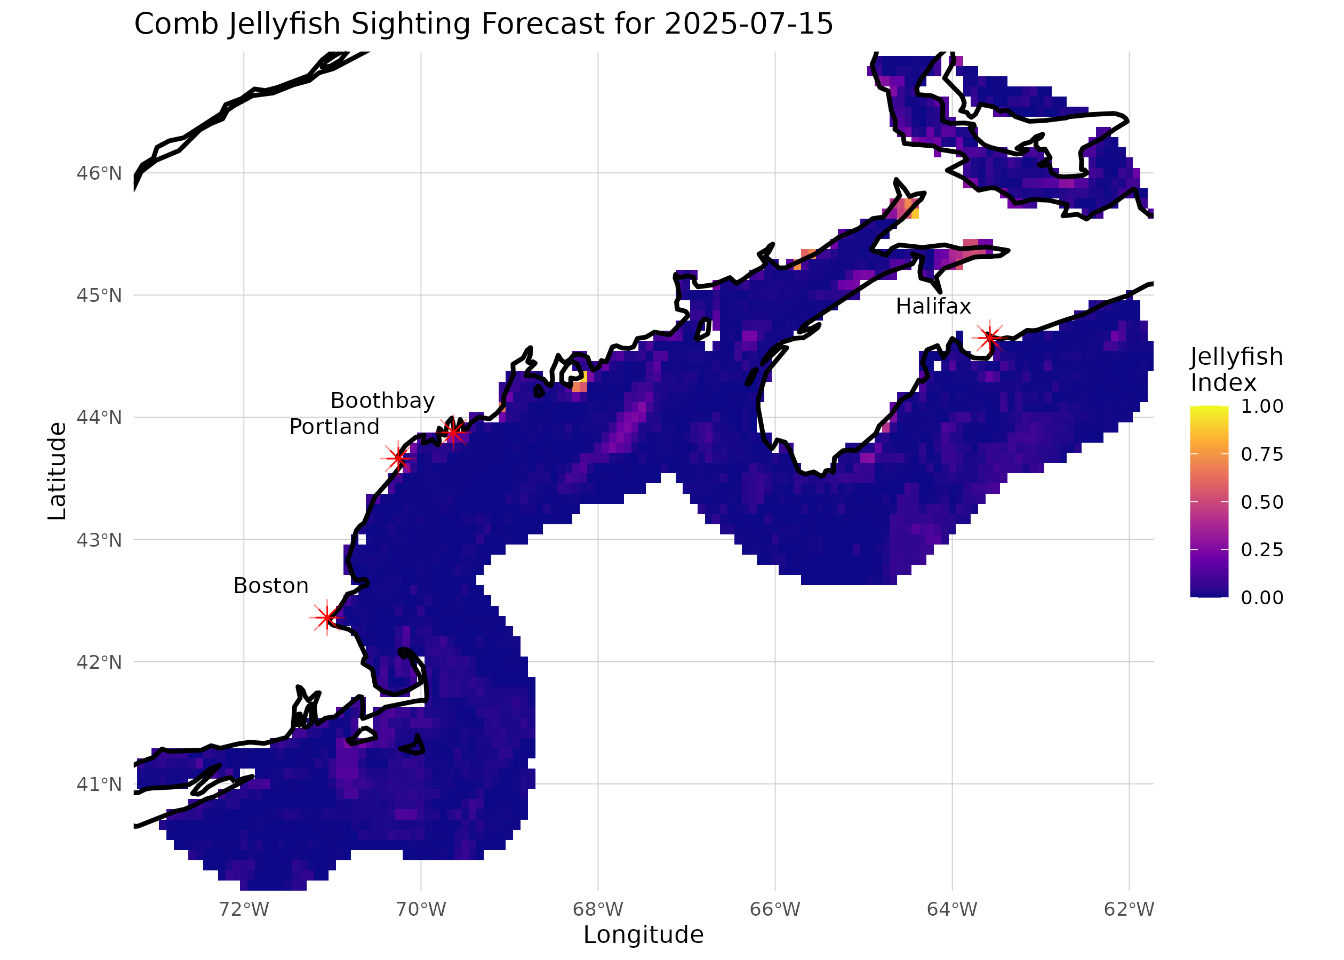 Comb Jellyfish Sighting Forecast for 2025-07-15
46°N
45°N
44°N
43°N
42°N
41°N
Latitude
Halifax
Boothbay
Portland
Boston
72°W
70°W
68°W
66°W
64°W
62°W
Longitude
Jellyfish
Index
1.00
0.75
0.50
0.25
0.00